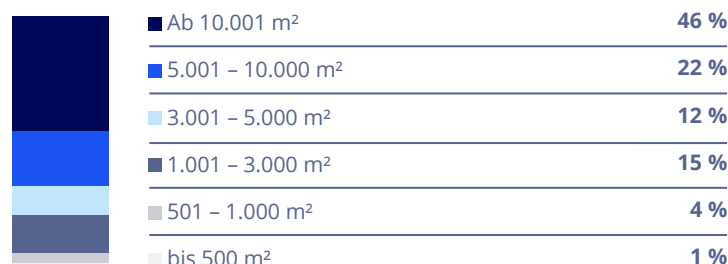 Ab 10.001 m² 46 %
5.001 – 10.000 m² 22 %
3.001 – 5.000 m² 12 %
1.001 – 3.000 m² 15 %
501 – 1.000 m² 4 %
bis 500 m² 1 %